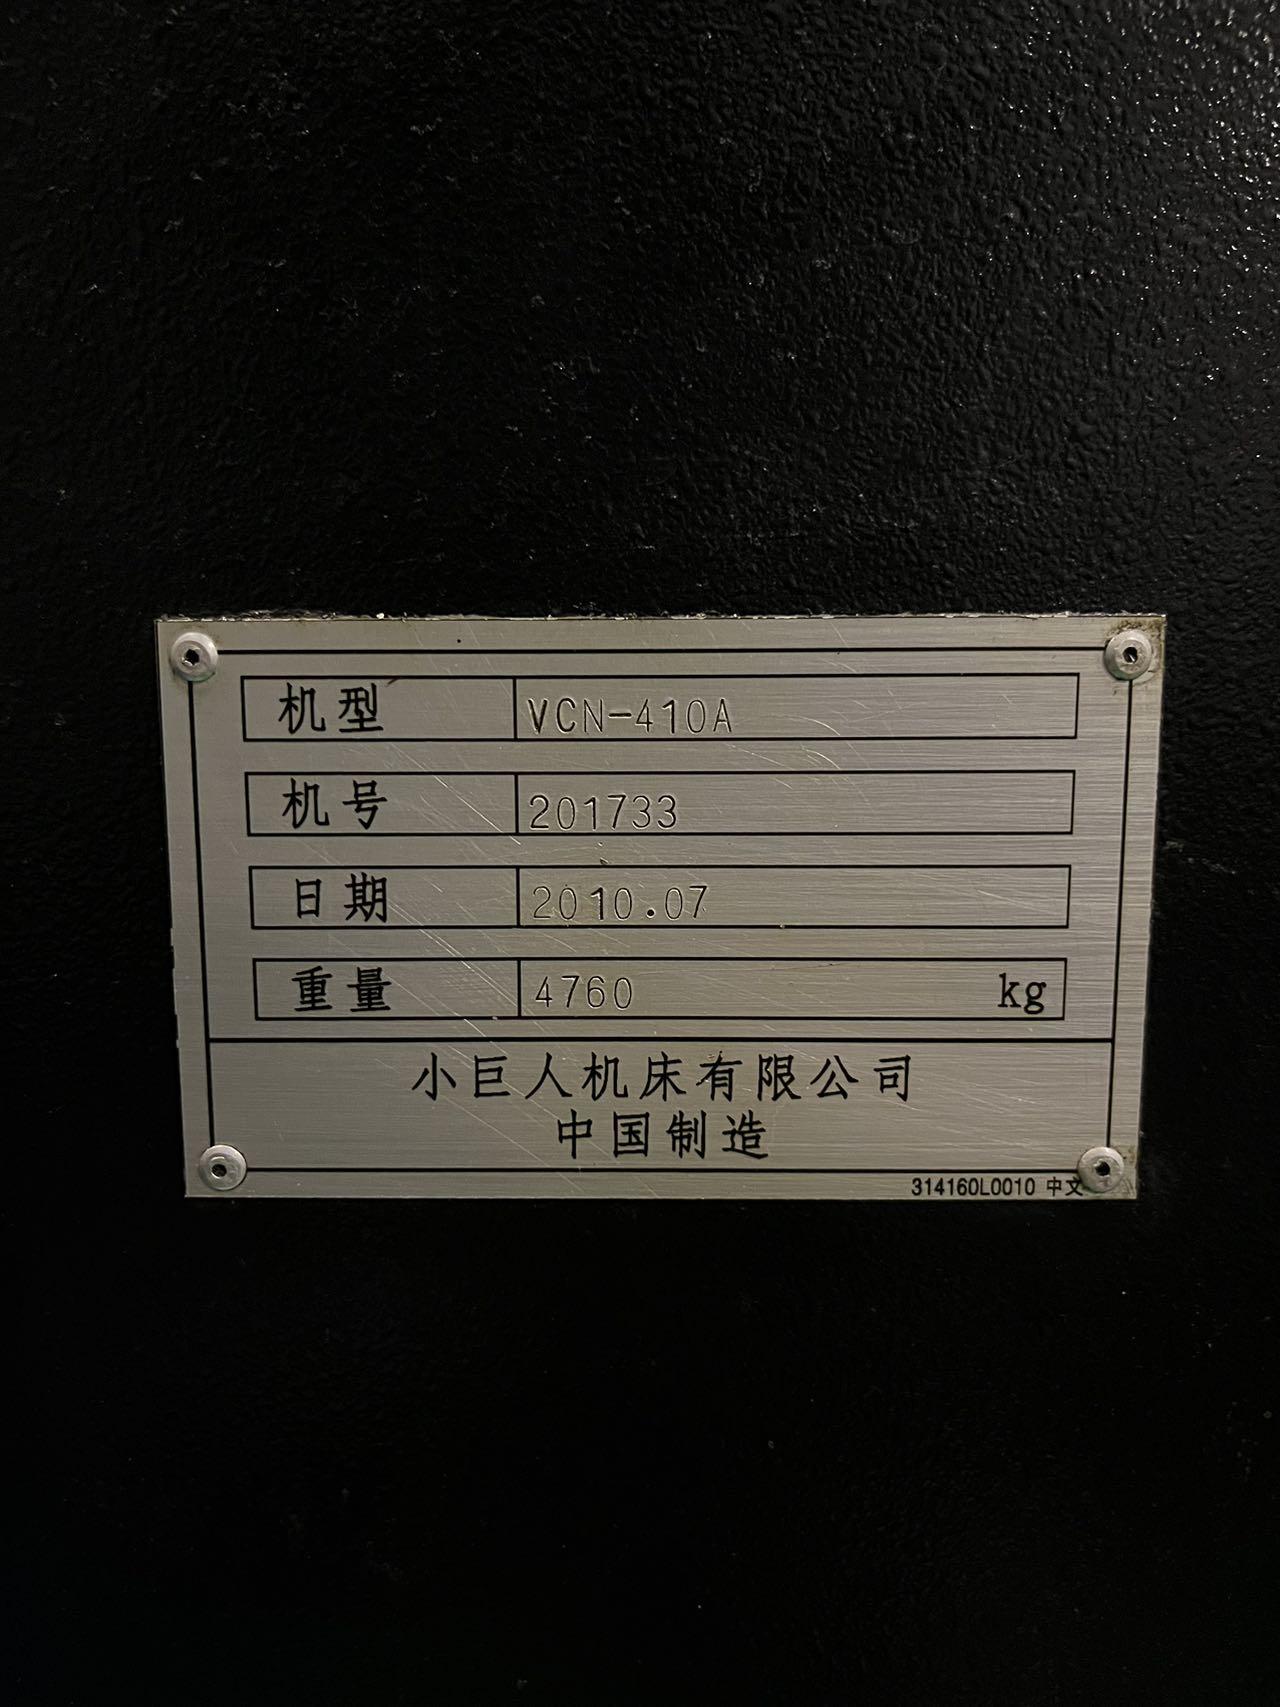 机型 VCN-410A
机号 201733
日期 2010.07
重量 4760 kg
小巨人机床有限公司
中国制造
314160L0010 中文